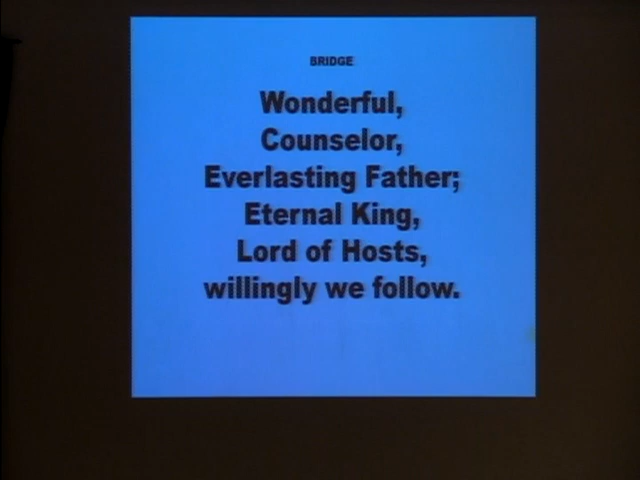 BRIDGE
Wonderful,
Counselor,
Everlasting Father;
Eternal King,
Lord of Hosts,
willingly we follow.